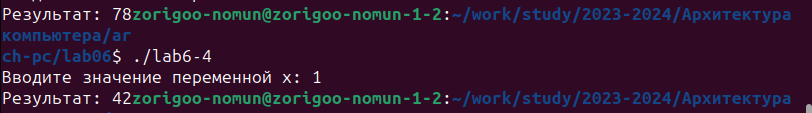 Результат: 78zorigoo-nomun@zorigoo-nomun-1-2:~/work/study/2023-2024/Архитектура
компьютера/ar
ch-pc/lab06$ ./lab6-4
Вводите значение переменной x: 1
Результат: 42zorigoo-nomun@zorigoo-nomun-1-2:~/work/study/2023-2024/Архитектура